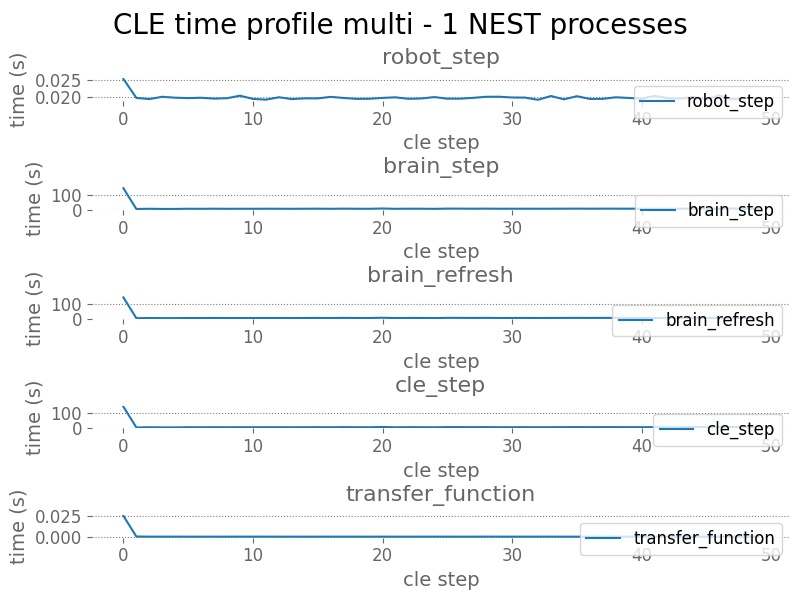 CLE time profile multi - 1 NEST processes
robot_step
time (s)
0.025
0.020
robot_step
0 10 20 30 40 50
cle step
brain_step
time (s)
100
0
brain_step
0 10 20 30 40 50
cle step
brain_refresh
time (s)
100
0
brain_refresh
0 10 20 30 40 50
cle step
cle_step
time (s)
100
0
cle_step
0 10 20 30 40 50
cle step
transfer_function
time (s)
0.025
0.000
transfer_function
0 10 20 30 40 50
cle step